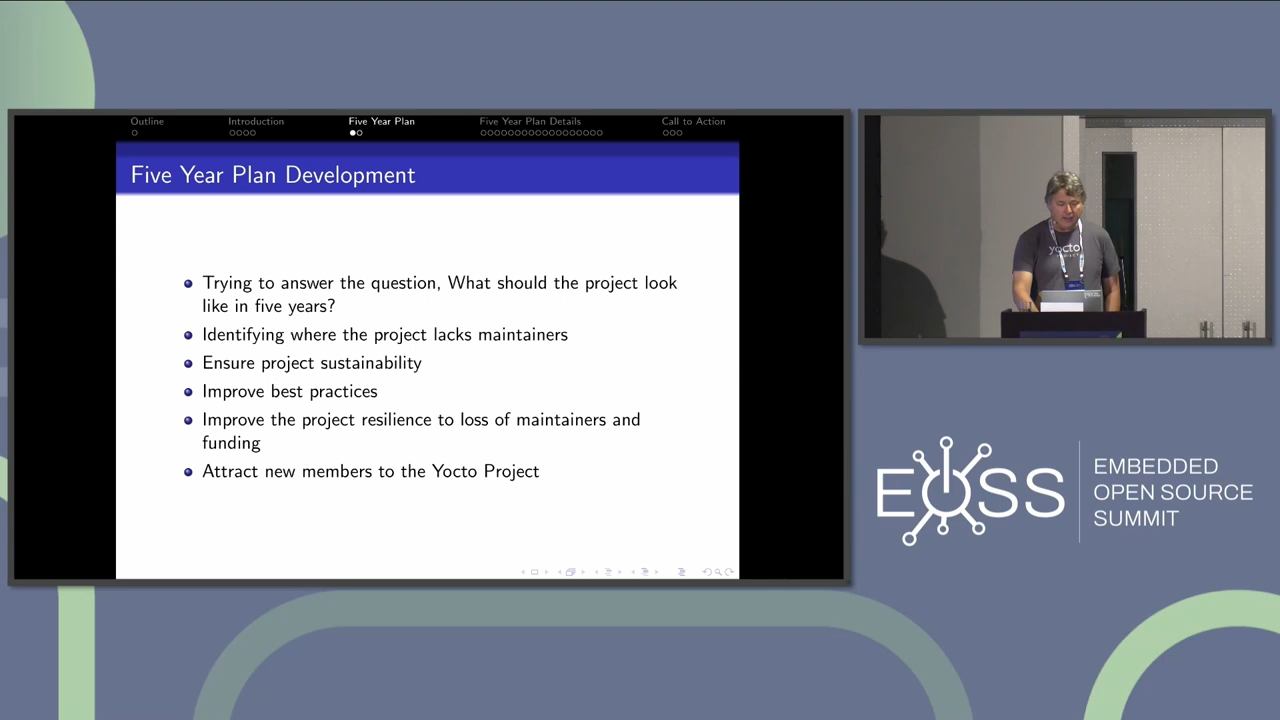 Outline
Introduction
Five Year Plan
Five Year Plan Details
Call to Action
Five Year Plan Development
Trying to answer the question, What should the project look
like in five years?
Identifying where the project lacks maintainers
Ensure project sustainability
Improve best practices
Improve the project resilience to loss of maintainers and
funding
Attract new members to the Yocto Project
yocto
EOSS
EMBEDDED
OPEN SOURCE
SUMMIT